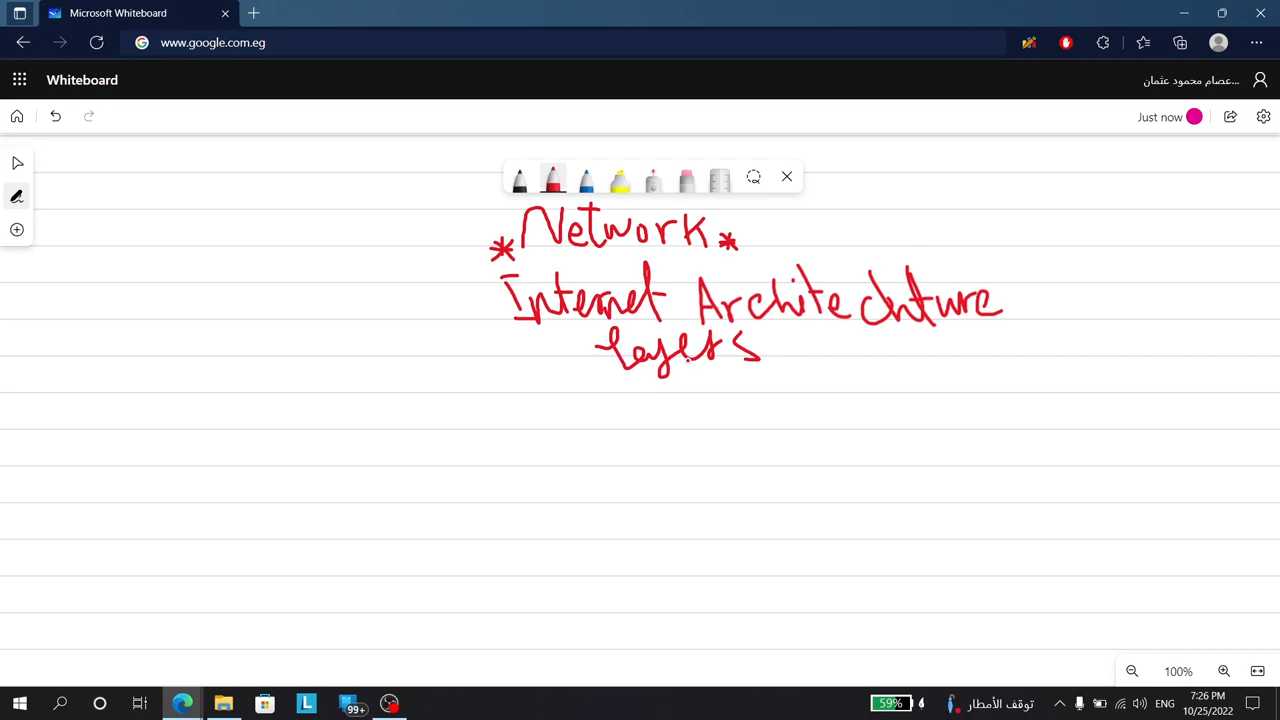 Microsoft Whiteboard
www.google.com.eg
Whiteboard
عصام محمود عثمان...
Just now
*Network*
Internet Architechture
layers
100%
99+
59%
توقف الأمطار
ENG
7:26 PM
10/25/2022